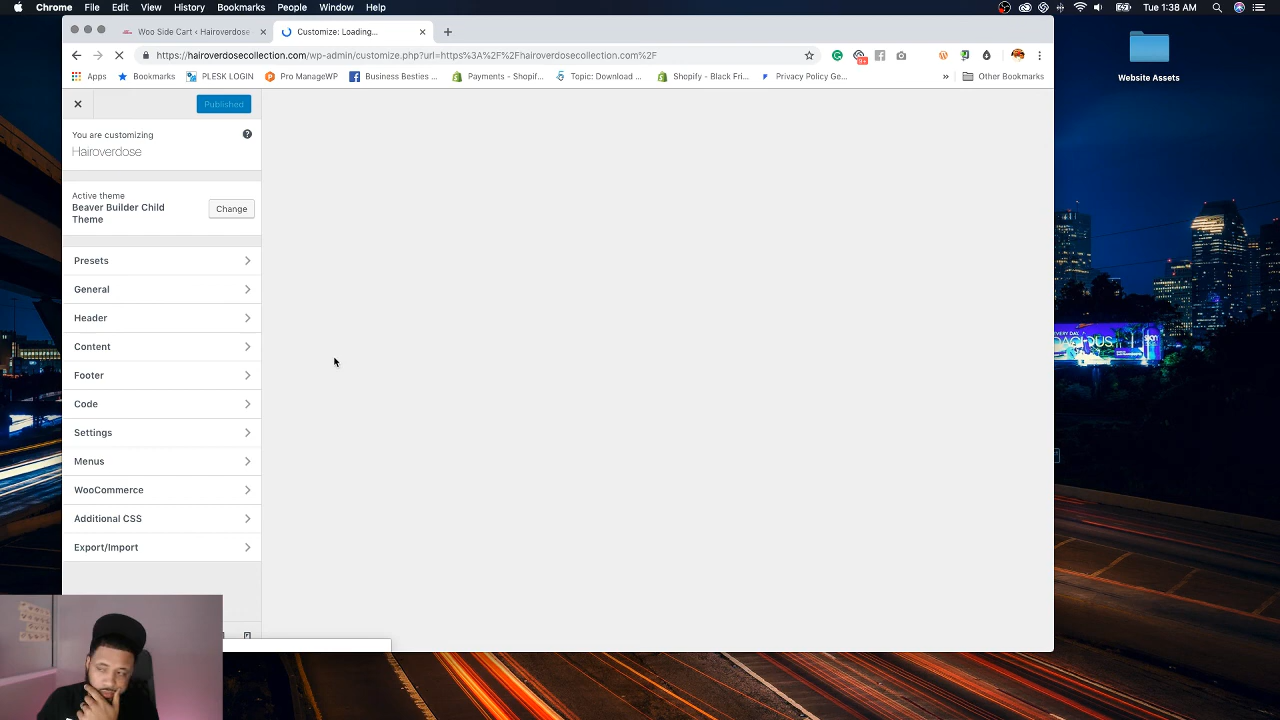 Chrome File Edit View History Bookmarks People Window Help Tue 1:38 AM
Woo Side Cart ‹ Hairoverdose Customize: Loading...
https://hairoverdosecollection.com/wp-admin/customize.php?url=https%3A%2F%2Fhairoverdosecollection.com%2F
Apps Bookmarks PLESK LOGIN Pro ManageWP Business Besties ... Payments - Shopif... Topic: Download ... Shopify - Black Fri... Privacy Policy Ge... » Other Bookmarks
Website Assets
Published
You are customizing
Hairoverdose
Active theme
Beaver Builder Child
Theme
Change
Presets
General
Header
Content
Footer
Code
Settings
Menus
WooCommerce
Additional CSS
Export/Import